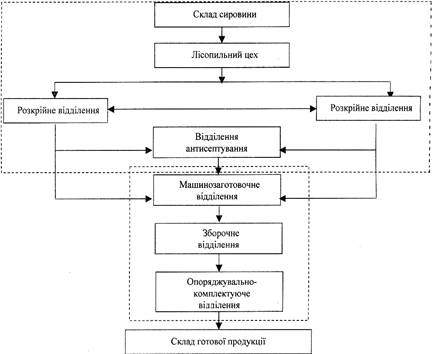 Склад сировини
Лісопильний цех
Розкрійне відділення
Розкрійне відділення
Відділення
антисептування
Машинозаготовочне
відділення
Зборочне
відділення
Опоряджувально-
комплектуюче
відділення
Склад готової продукції